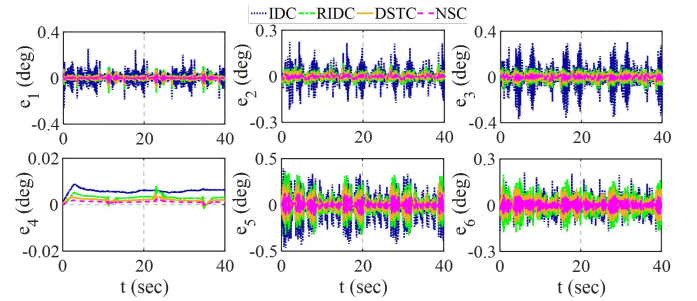 IDC RIDC DSTC NSC
0.4
0
-0.4
e1 (deg)
0 20 40
0.3
0
-0.3
e2 (deg)
0 20 40
0.4
0
-0.4
e3 (deg)
0 20 40
0.02
0
-0.02
e4 (deg)
0 20 40
t (sec)
0.5
0
-0.5
e5 (deg)
0 20 40
t (sec)
0.3
0
-0.3
e6 (deg)
0 20 40
t (sec)